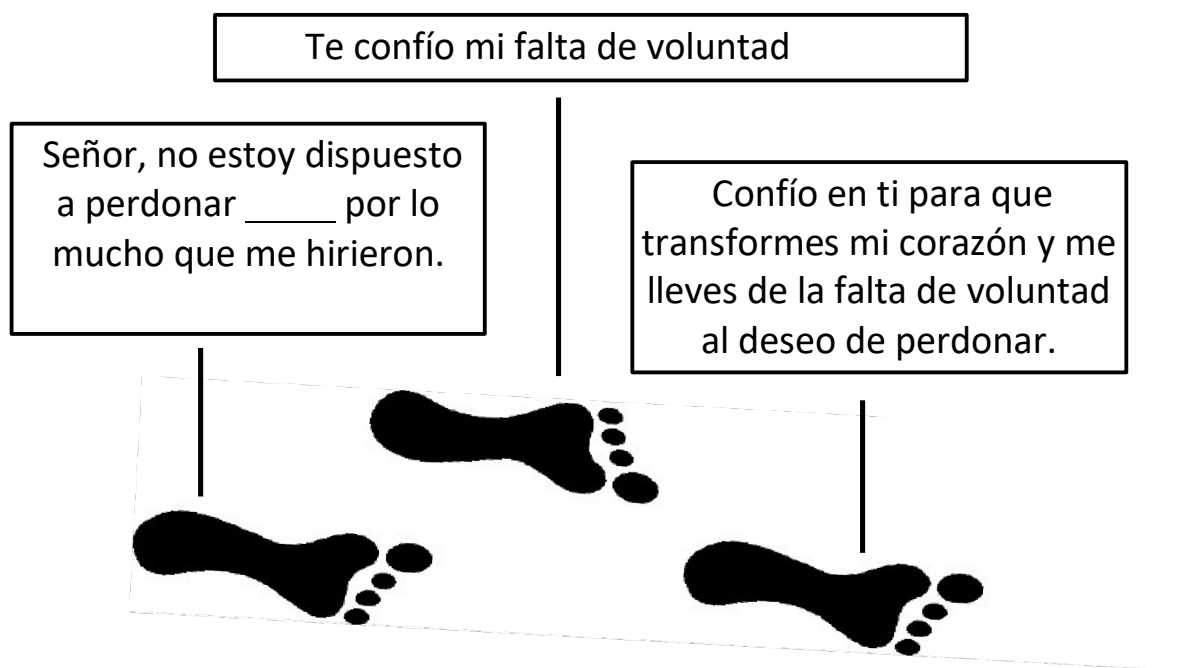 Te confío mi falta de voluntad
Señor, no estoy dispuesto
a perdonar _____ por lo
mucho que me hirieron.
Confío en ti para que
transformes mi corazón y me
lleves de la falta de voluntad
al deseo de perdonar.